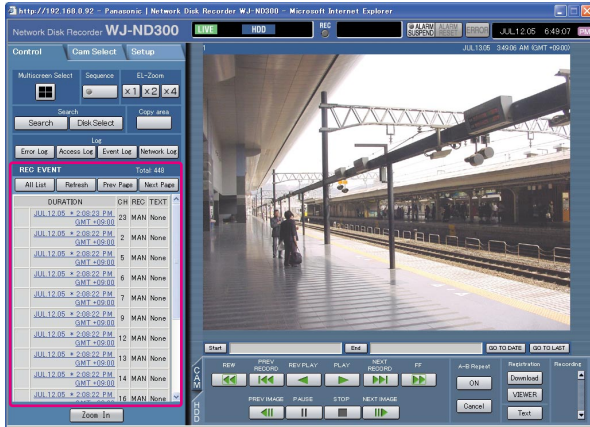 http://192.168.0.92 - Panasonic | Network Disk Recorder WJ-ND300 - Microsoft Internet Explorer
Network Disk Recorder WJ-ND300
LIVE HDD REC ALARM SUSPEND ALARM RESET ERROR JUL.12.05 6:49:07 PM
Control Cam Select Setup
1 JUL.13.05 3:49:06 AM (GMT +09:00)
Multiscreen Select Sequence EL-Zoom
x1 x2 x4
Search Copy area
Search Disk Select
Log
Error Log Access Log Event Log Network Log
REC EVENT Total: 448
All List Refresh Prev Page Next Page
DURATION CH REC TEXT
JUL.12.05 * 2:08:23 PM
GMT +09:00 23 MAN None
JUL.12.05 * 2:08:22 PM
GMT +09:00 2 MAN None
JUL.12.05 * 2:08:22 PM
GMT +09:00 5 MAN None
JUL.12.05 * 2:08:22 PM
GMT +09:00 6 MAN None
JUL.12.05 * 2:08:22 PM
GMT +09:00 7 MAN None
JUL.12.05 * 2:08:22 PM
GMT +09:00 9 MAN None
JUL.12.05 * 2:08:22 PM
GMT +09:00 12 MAN None
JUL.12.05 * 2:08:22 PM
GMT +09:00 13 MAN None
JUL.12.05 * 2:08:22 PM
GMT +09:00 14 MAN None
JUL.12.05 * 2:08:22 PM
16 MAN None
Zoom In
Start End GO TO DATE GO TO LAST
CAM
HDD
REW PREV RECORD REV PLAY PLAY NEXT RECORD FF
PREV IMAGE PAUSE STOP NEXT IMAGE
A-B Repeat
ON
Cancel
Registration
Download
VIEWER
Text
Recording